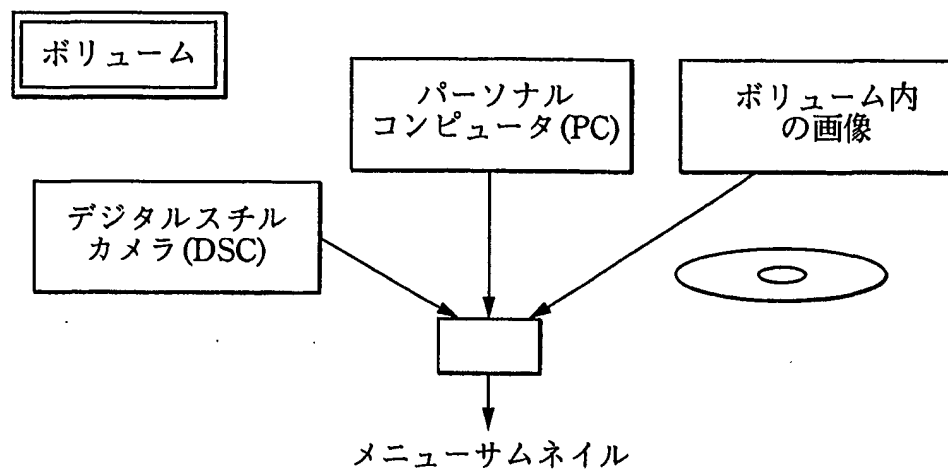 ボリューム
パーソナル
コンピュータ(PC)
ボリューム内
の画像
デジタルスチル
カメラ(DSC)
メニューサムネイル